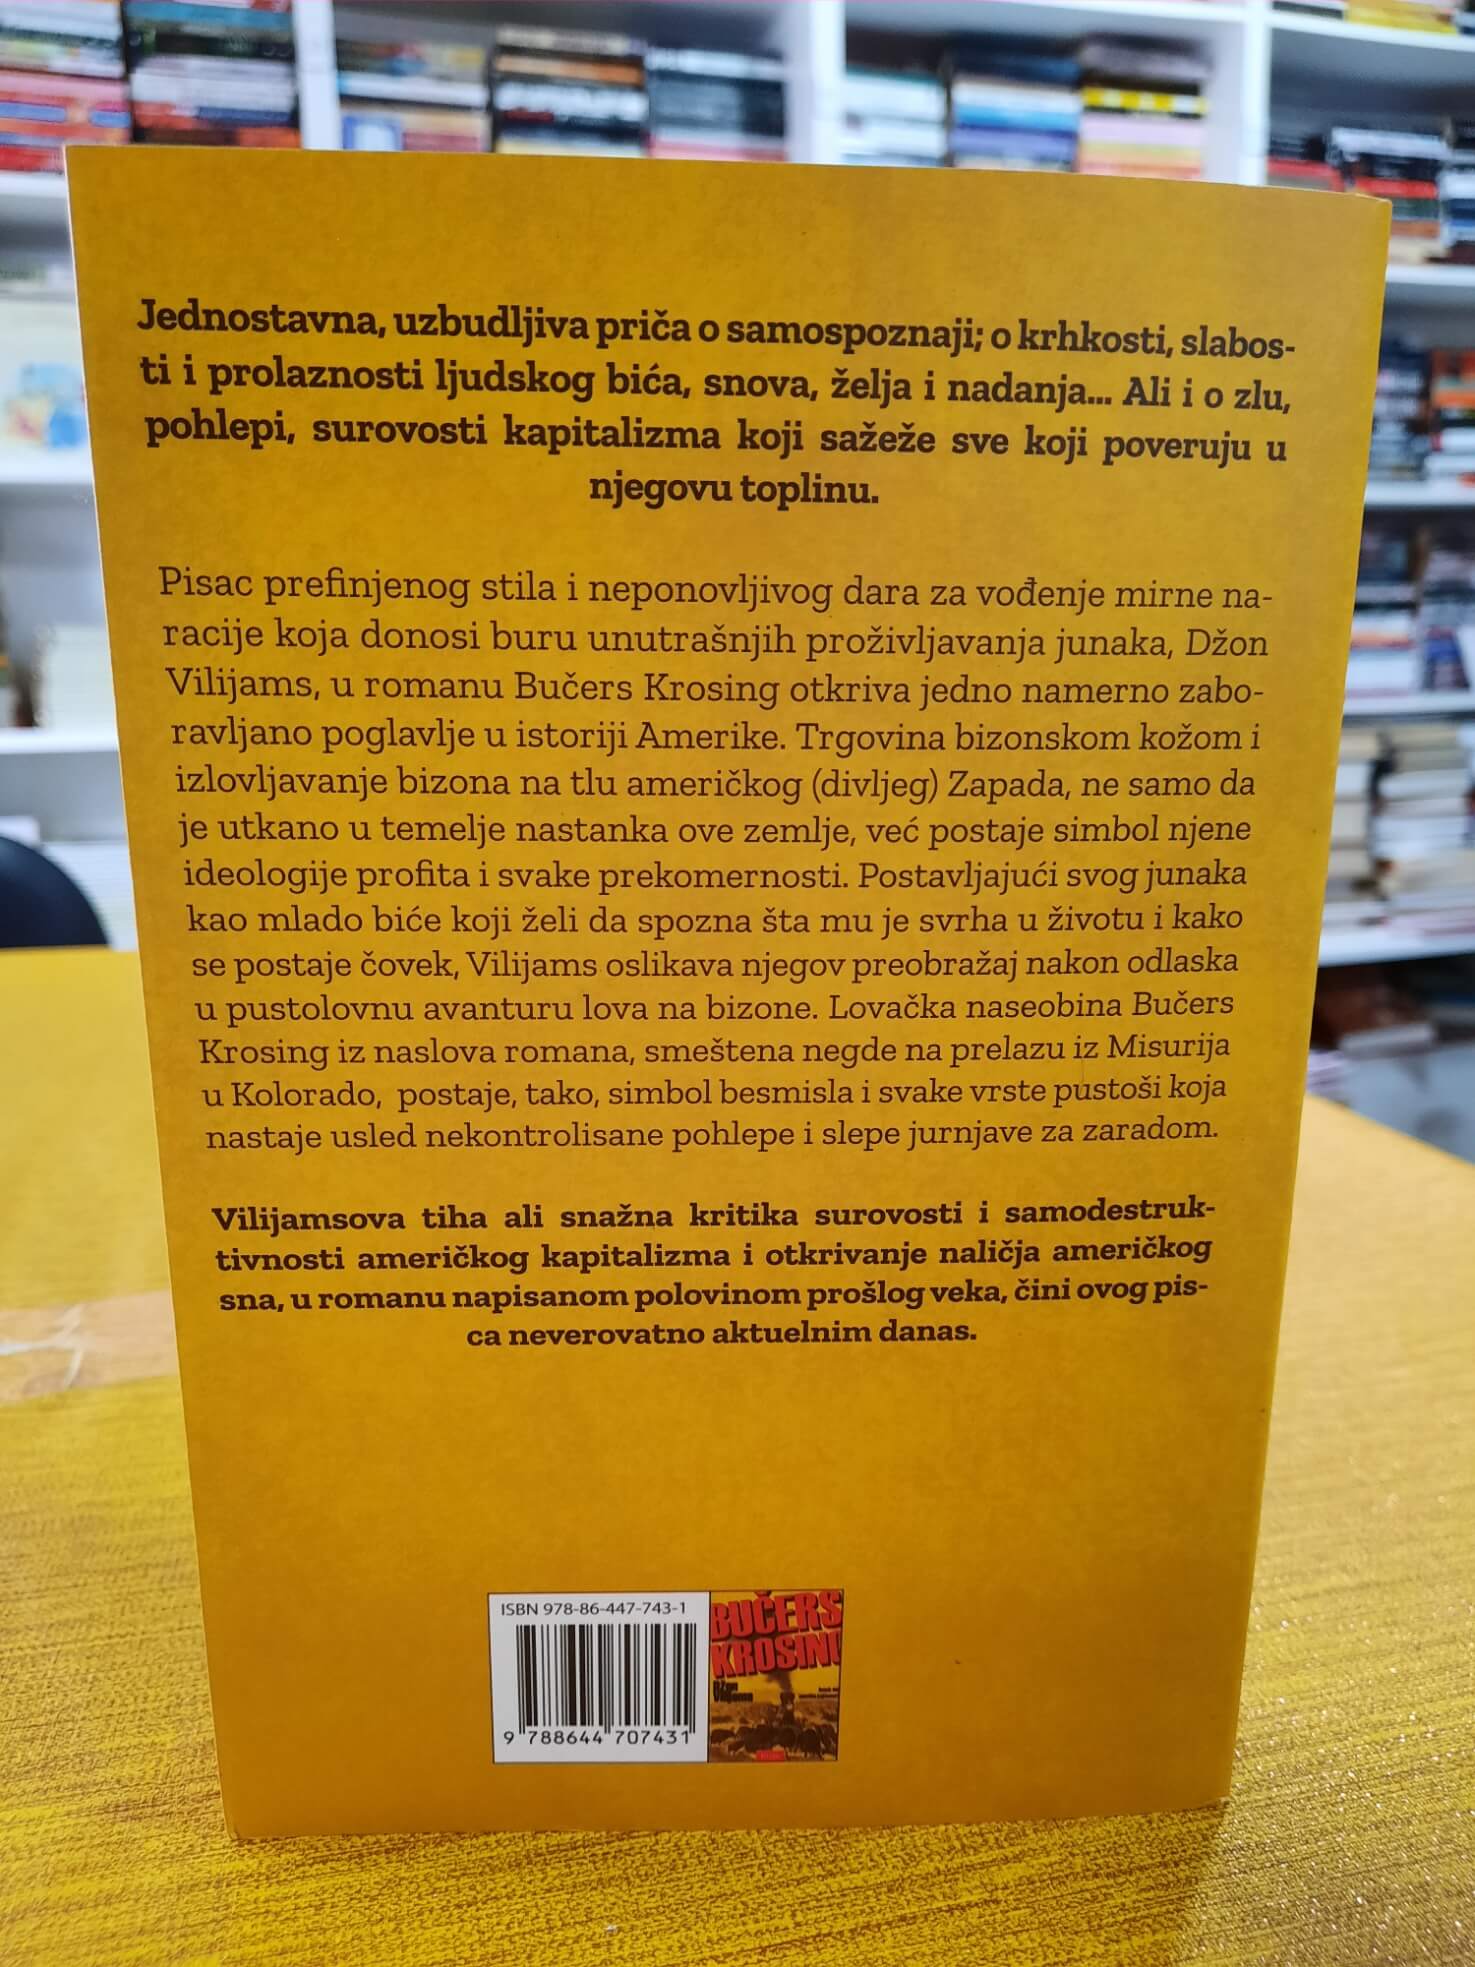 Jednostavna, uzbudljiva priča o samospoznaji; o krhkosti, slabos-
ti i prolaznosti ljudskog bića, snova, želja i nadanja... Ali i o zlu,
pohlepi, surovosti kapitalizma koji sažeže sve koji poveruju u
njegovu toplinu.
Pisac prefinjenog stila i neponovljivog dara za vođenje mirne na-
racije koja donosi buru unutrašnjih proživljavanja junaka, Džon
Vilijams, u romanu Bučers Krosing otkriva jedno namerno zabo-
ravljano poglavlje u istoriji Amerike. Trgovina bizonskom kožom i
izlovljavanje bizona na tlu američkog (divljeg) Zapada, ne samo da
je utkano u temelje nastanka ove zemlje, već postaje simbol njene
ideologije profita i svake prekomernosti. Postavljajući svog junaka
kao mlado biće koji želi da spozna šta mu je svrha u životu i kako
se postaje čovek, Vilijams oslikava njegov preobražaj nakon odlaska
u pustolovnu avanturu lova na bizone. Lovačka naseobina Bučers
Krosing iz naslova romana, smeštena negde na prelazu iz Misurija
u Kolorado, postaje, tako, simbol besmisla i svake vrste pustoši koja
nastaje usled nekontrolisane pohlepe i slepe jurnjave za zaradom.
Vilijamsova tiha ali snažna kritika surovosti i samodestruk-
tivnosti američkog kapitalizma i otkrivanje naličja američkog
sna, u romanu napisanom polovinom prošlog veka, čini ovog pis-
ca neverovatno aktuelnim danas.
ISBN 978-86-447-743-1
9 788644 707431
BUČERS
KROSING
Džon
Vilijams